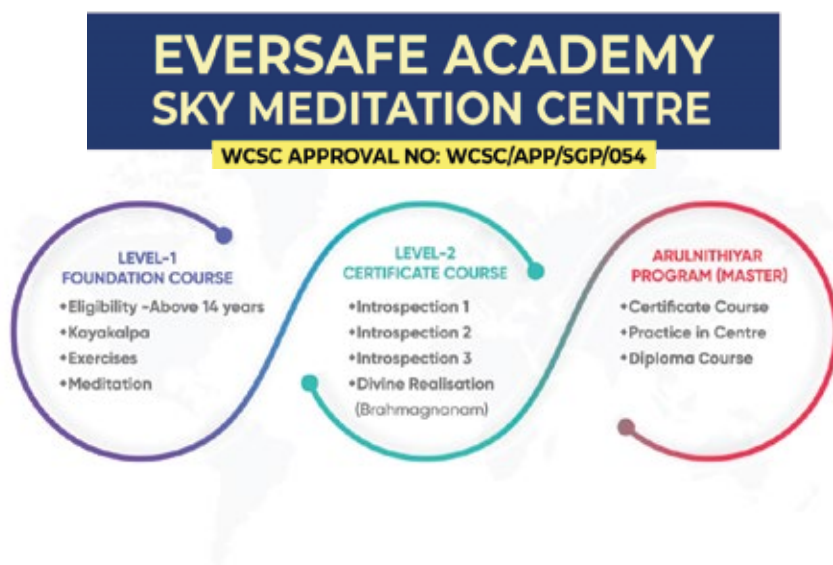 EVERSAFE ACADEMY
SKY MEDITATION CENTRE
WCSC APPROVAL NO: WCSC/APP/SGP/054
LEVEL-1
FOUNDATION COURSE
•Eligibility -Above 14 years
•Kayakalpa
•Exercises
•Meditation
LEVEL-2
CERTIFICATE COURSE
•Introspection 1
•Introspection 2
•Introspection 3
•Divine Realisation
(Brahmagnanam)
ARULNITHIYAR
PROGRAM (MASTER)
•Certificate Course
•Practice in Centre
•Diploma Course